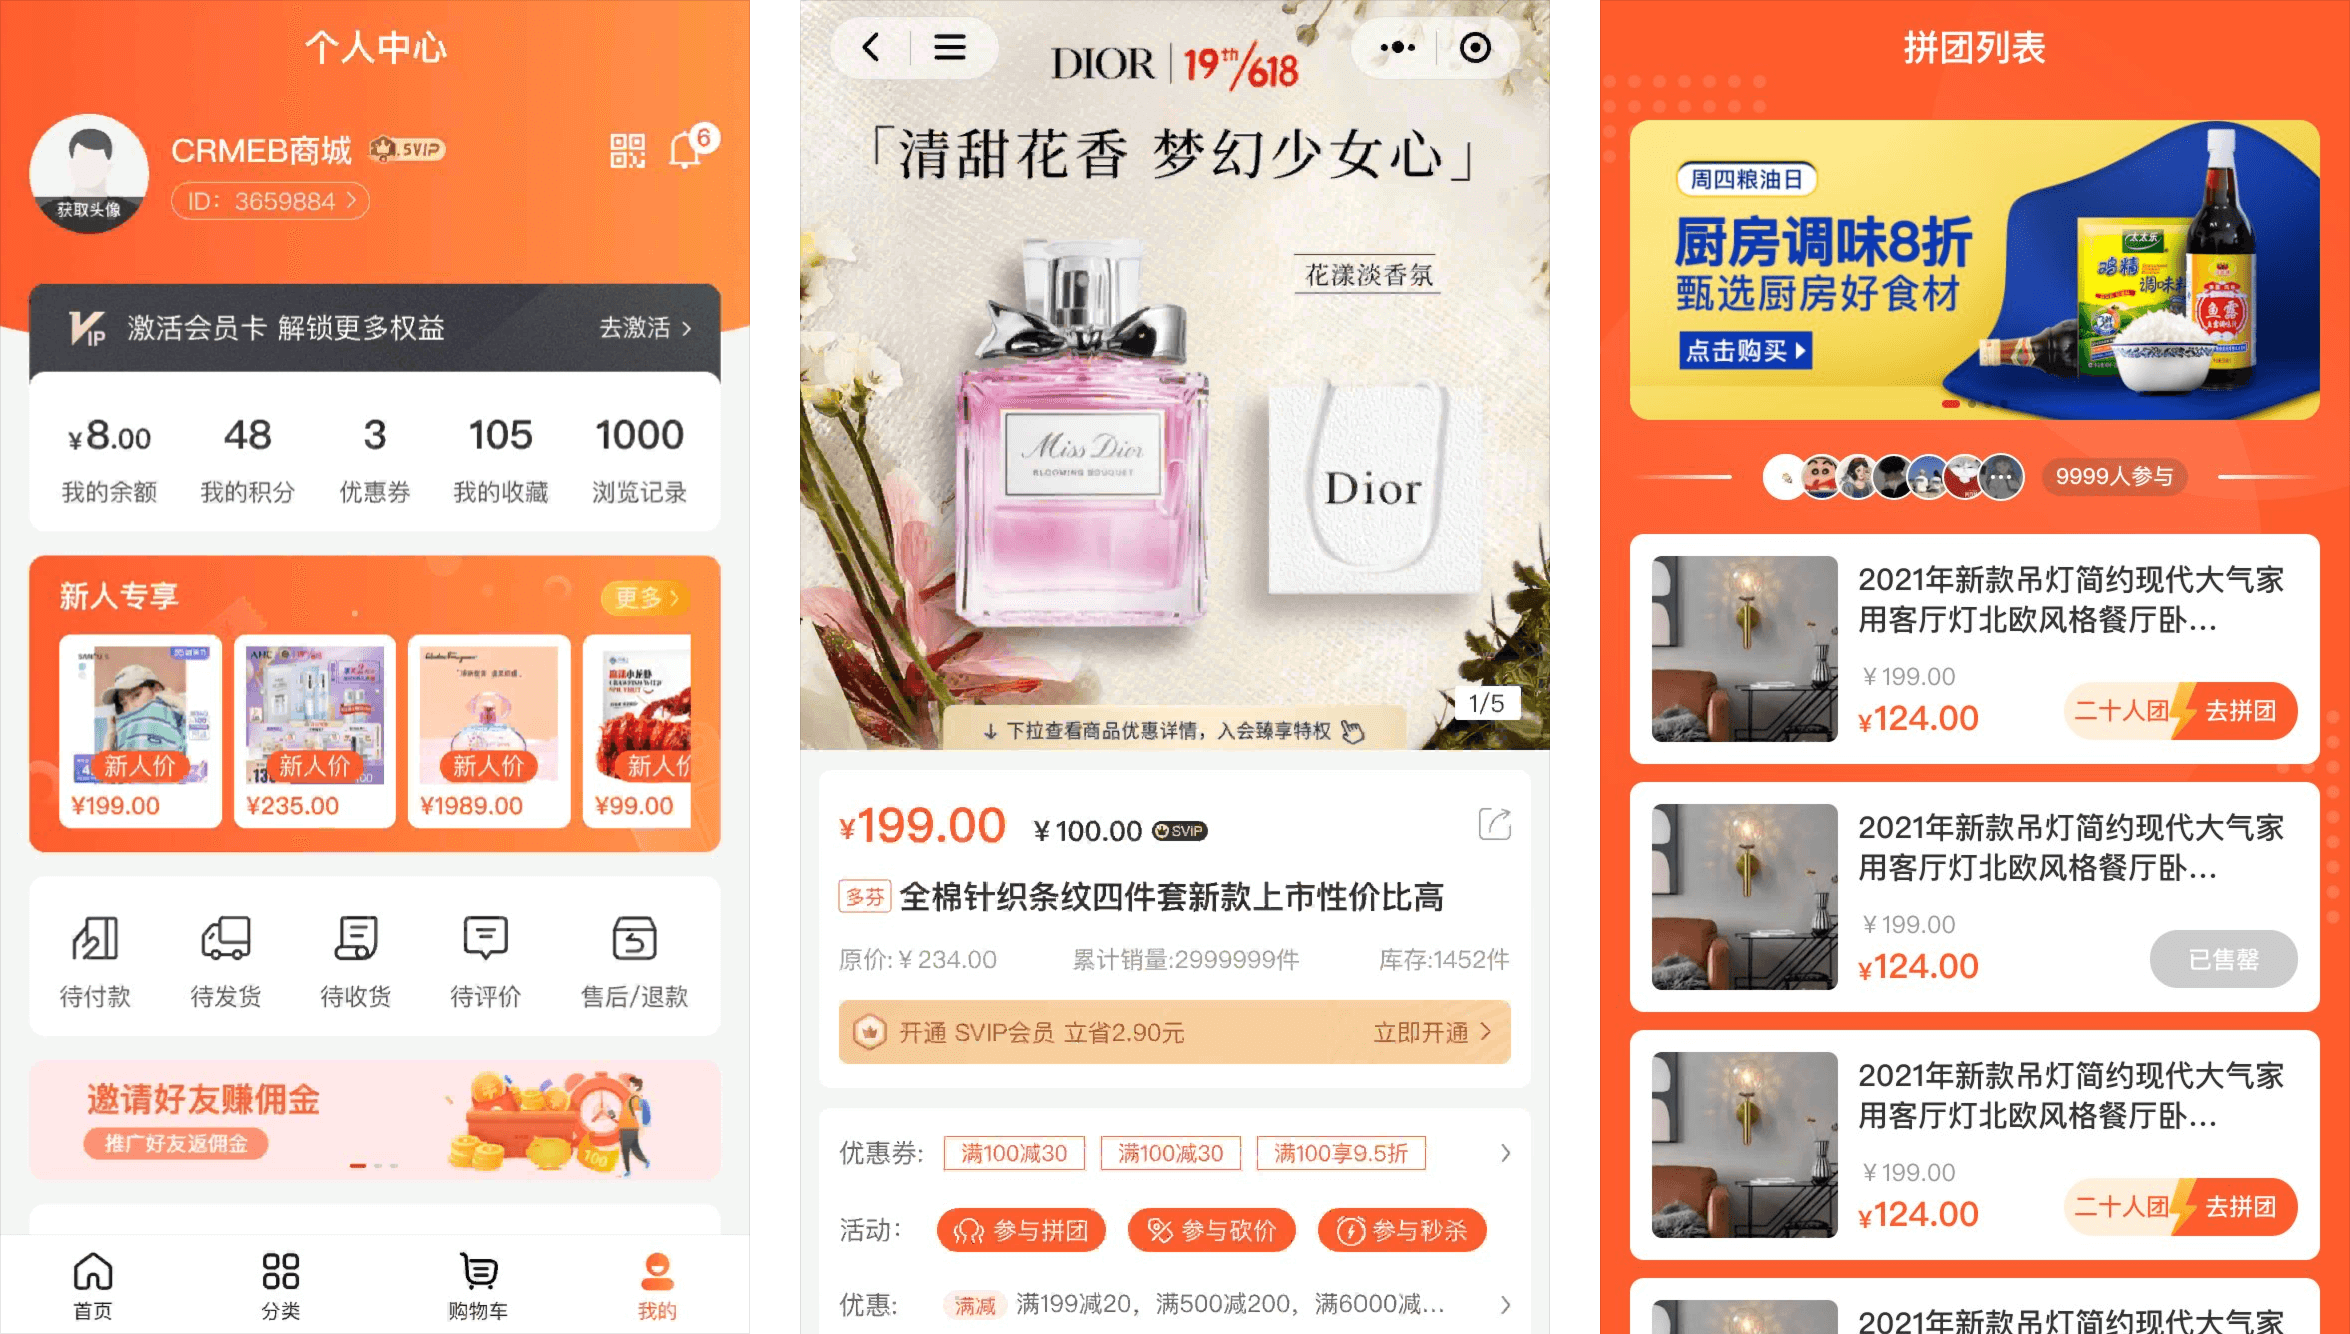 个人中心
获取头像
CRMEB商城
SVIP
ID：3659884
6
VIP 激活会员卡 解锁更多权益
去激活
¥8.00
48
3
105
1000
我的余额
我的积分
优惠券
我的收藏
浏览记录
新人专享
更多
新人价
新人价
新人价
新人价
¥199.00
¥235.00
¥1989.00
¥99.00
待付款
待发货
待收货
待评价
售后/退款
邀请好友赚佣金
推广好友返佣金
100
首页
分类
购物车
我的
DIOR 19th/618
「清甜花香 梦幻少女心」
花漾淡香氛
Miss Dior
BLOOMING BOUQUET
Dior
1/5
下拉查看商品优惠详情，入会臻享特权
¥199.00
¥100.00
SVIP
多芬
全棉针织条纹四件套新款上市性价比高
原价:¥234.00
累计销量:2999999件
库存:1452件
开通 SVIP会员 立省2.90元
立即开通
优惠券:
满100减30
满100减30
满100享9.5折
活动:
参与拼团
参与砍价
参与秒杀
优惠:
满减
满199减20，满500减200，满6000减...
拼团列表
周四粮油日
厨房调味8折
甄选厨房好食材
点击购买
太太乐
鸡精
调味料
鱼露
9999人参与
2021年新款吊灯简约现代大气家
用客厅灯北欧风格餐厅卧...
¥199.00
¥124.00
二十人团
去拼团
2021年新款吊灯简约现代大气家
用客厅灯北欧风格餐厅卧...
¥199.00
¥124.00
已售罄
2021年新款吊灯简约现代大气家
用客厅灯北欧风格餐厅卧...
¥199.00
¥124.00
二十人团
去拼团
2021年新款吊灯简约现代大气家